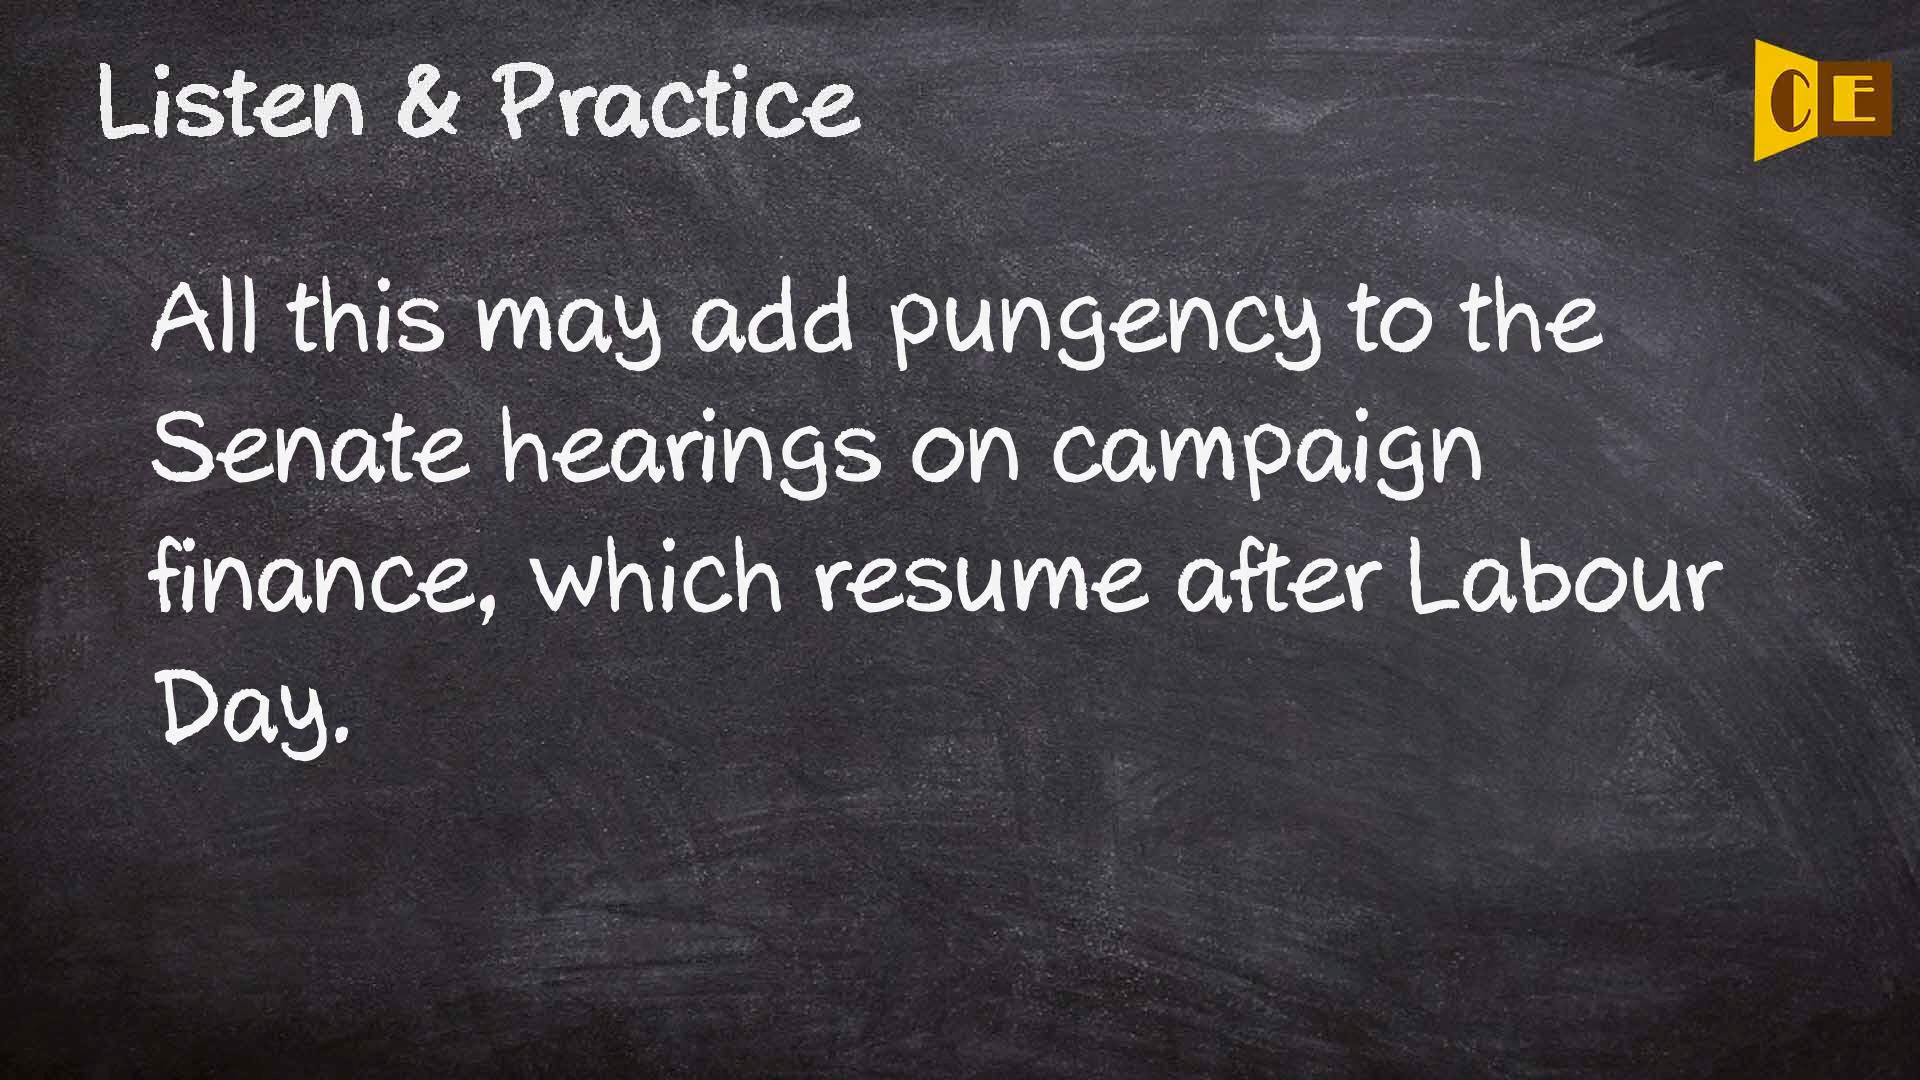 Listen & Practice
CE
All this may add pungency to the
Senate hearings on campaign
finance, which resume after Labour
Day.